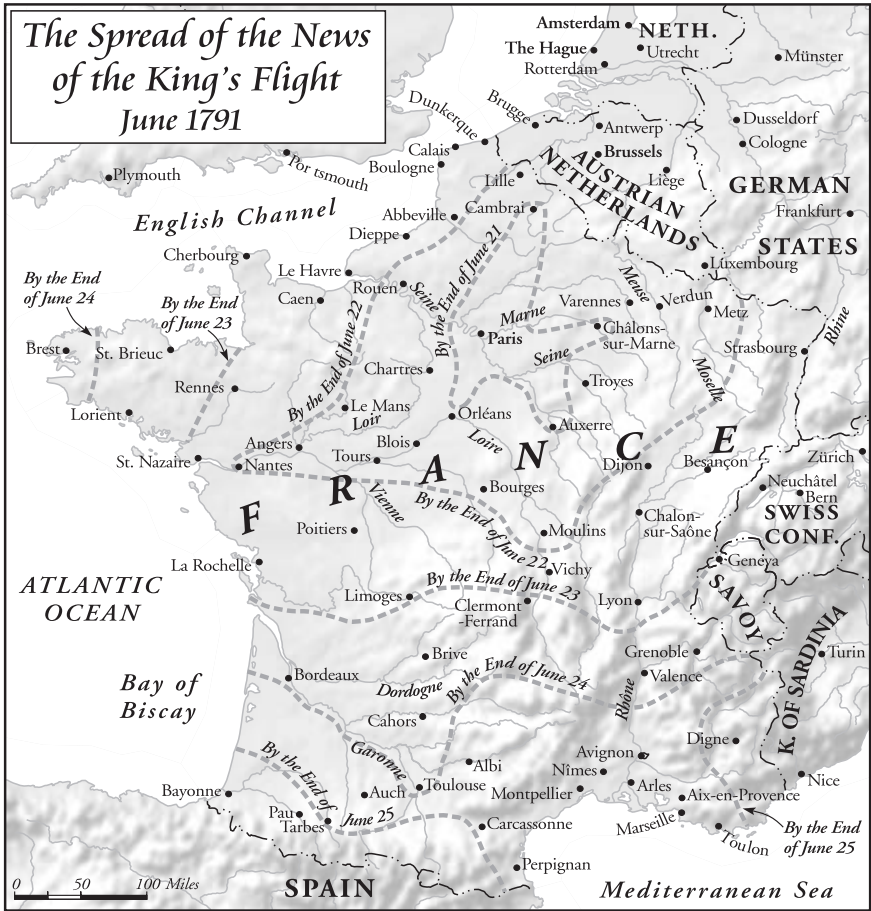 The Spread of the News
of the King's Flight
June 1791
Amsterdam
NETH.
The Hague
Utrecht
Rotterdam
Münster
Dunkerque
Brugge
Antwerp
Dusseldorf
Calais
Brussels
Cologne
Boulogne
Plymouth
Portsmouth
Lille
AUSTRIAN
NETHERLANDS
Liège
GERMAN
STATES
English Channel
Abbeville
Cambrai
Frankfurt
Dieppe
Cherbourg
Luxembourg
Le Havre
By the End
of June 24
By the End
of June 23
Caen
Rouen
Seine
By the End of June 21
Meuse
Varennes
Verdun
Metz
Marne
Rhine
Paris
Châlons-
sur-Marne
Brest
St. Brieuc
Seine
Strasbourg
By the End of June 22
Chartres
Troyes
Moselle
Rennes
Le Mans
Loir
Lorient
Orléans
Auxerre
Angers
Blois
Loire
FRANCE
St. Nazaire
Nantes
Tours
Dijon
Besançon
Zürich
Bourges
Neuchâtel
Bern
SWISS
CONF.
Vienne
By the End of June 22
Poitiers
Moulins
Chalon-
sur-Saône
La Rochelle
Vichy
Geneva
ATLANTIC
OCEAN
By the End of June 23
Limoges
Clermont
-Ferrand
Lyon
SAVOY
Brive
Grenoble
K. OF SARDINIA
Turin
Bay of
Biscay
Bordeaux
Dordogne
By the End of June 24
Valence
Rhône
Cahors
Digne
By the End of
June 25
Garonne
Albi
Avignon
Nîmes
Nice
Bayonne
Auch
Toulouse
Montpellier
Arles
Aix-en-Provence
Pau
Tarbes
Carcassonne
Marseille
Toulon
By the End
of June 25
Perpignan
0 50 100 Miles
SPAIN
Mediterranean Sea